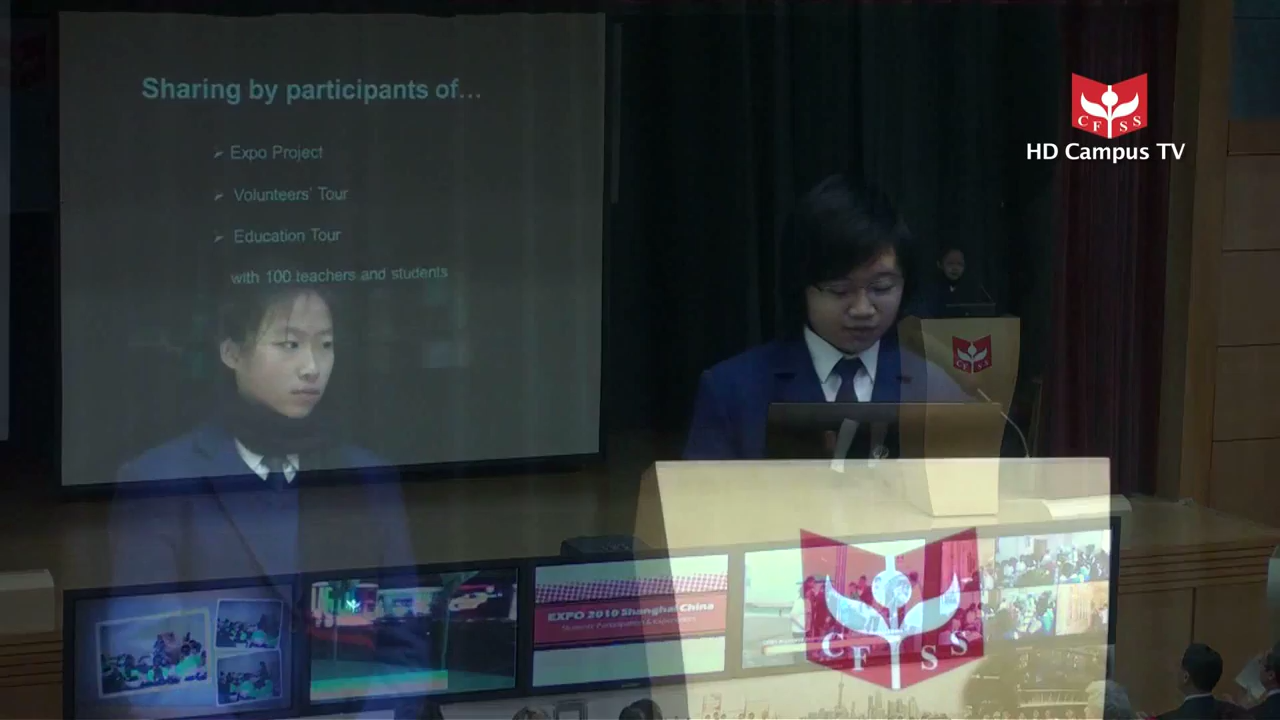 Sharing by participants of...
➢ Expo Project
➢ Volunteers' Tour
➢ Education Tour
with 100 teachers and students
CFSS
HD Campus TV
CFSS
EXPO 2010 Shanghai China
CFSS